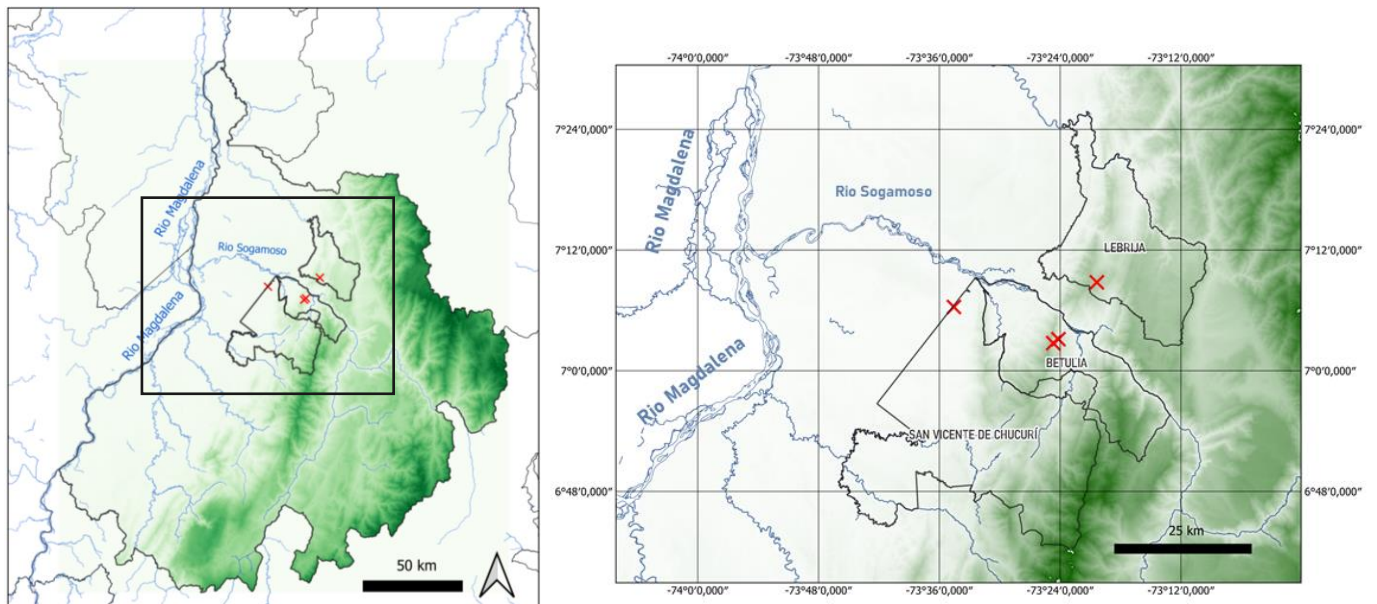 Rio Magdalena
Rio Sogamoso
Rio Magdalena
50 km
-74°0′0,000″
-73°48′0,000″
-73°36′0,000″
-73°24′0,000″
-73°12′0,000″
7°24′0,000″
7°24′0,000″
Rio Magdalena
Rio Sogamoso
7°12′0,000″
LEBRIJA
7°12′0,000″
Rio Magdalena
7°0′0,000″
BETULIA
7°0′0,000″
SAN VICENTE DE CHUCURÍ
6°48′0,000″
6°48′0,000″
25 km
-74°0′0,000″
-73°48′0,000″
-73°36′0,000″
-73°24′0,000″
-73°12′0,000″